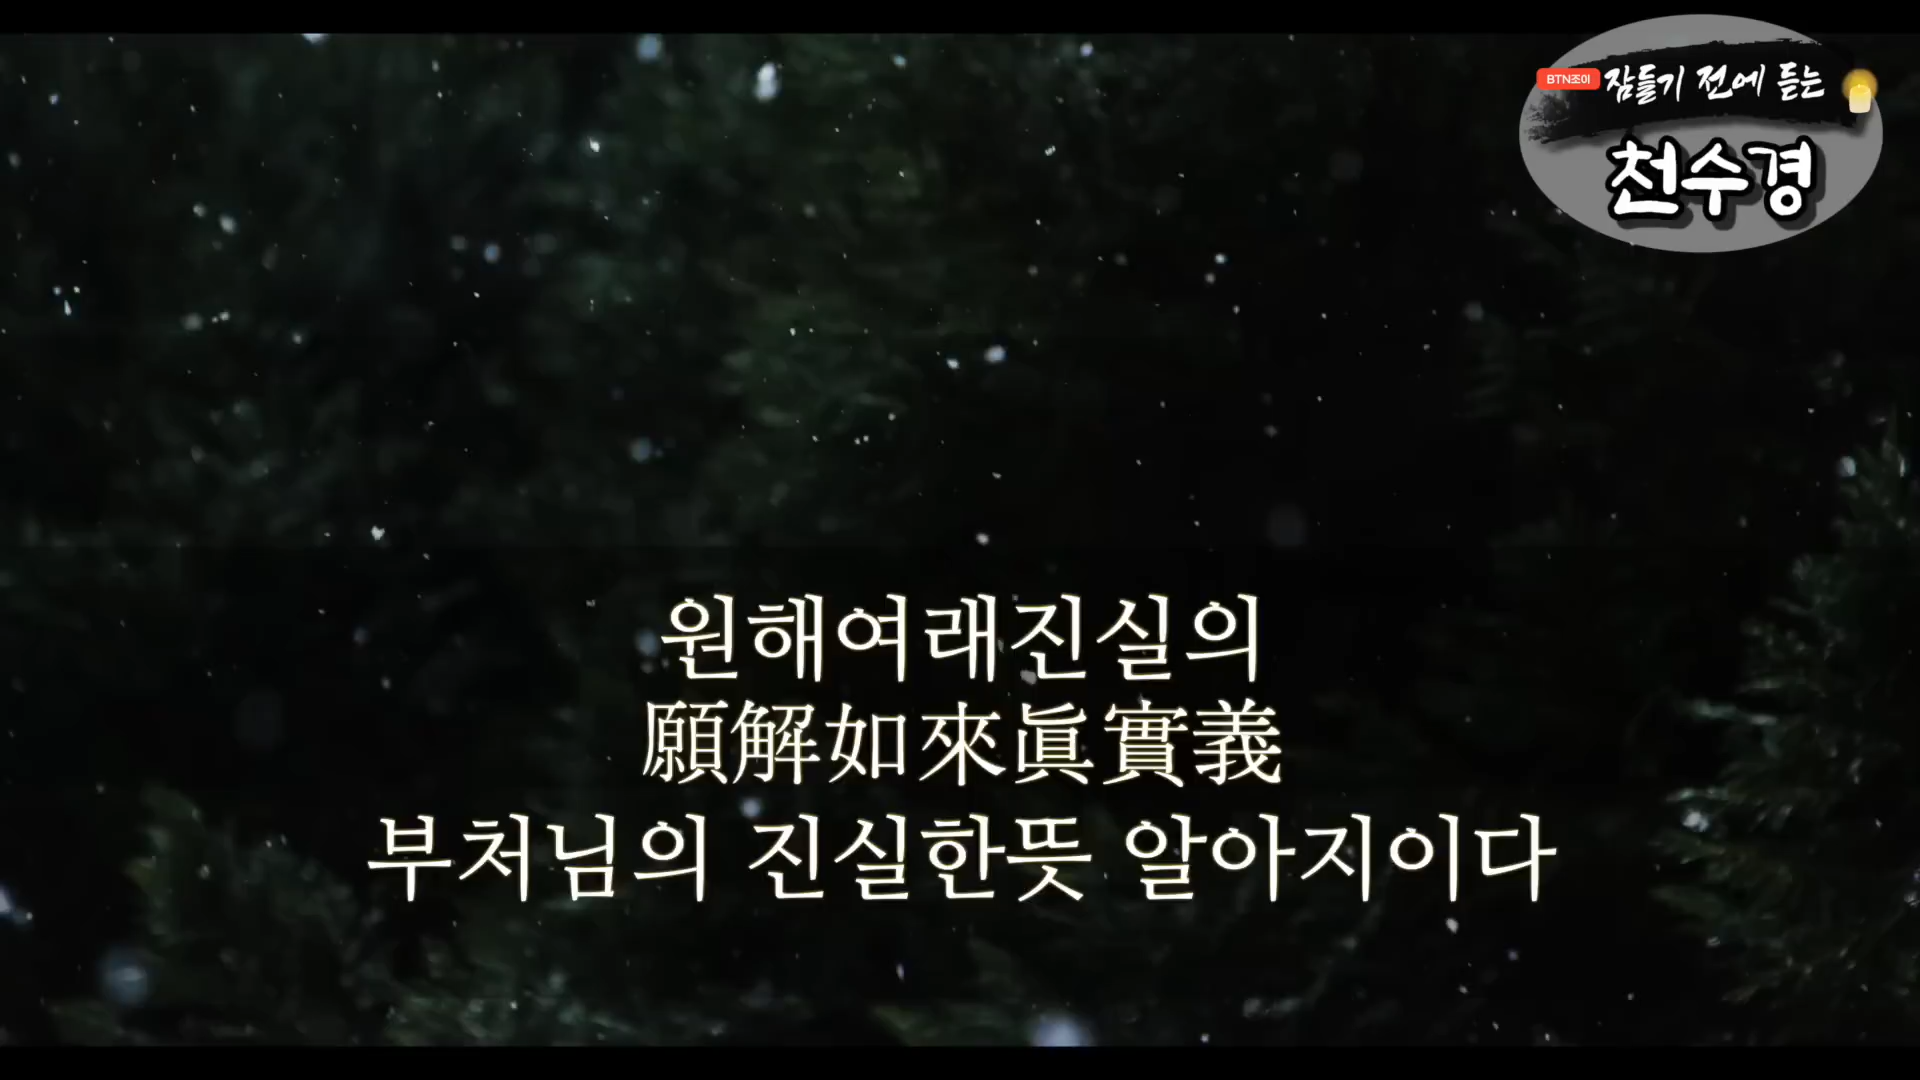 BTN조이 잠들기 전에 듣는
천수경
원해여래진실의
願解如來眞實義
부처님의 진실한뜻 알아지이다